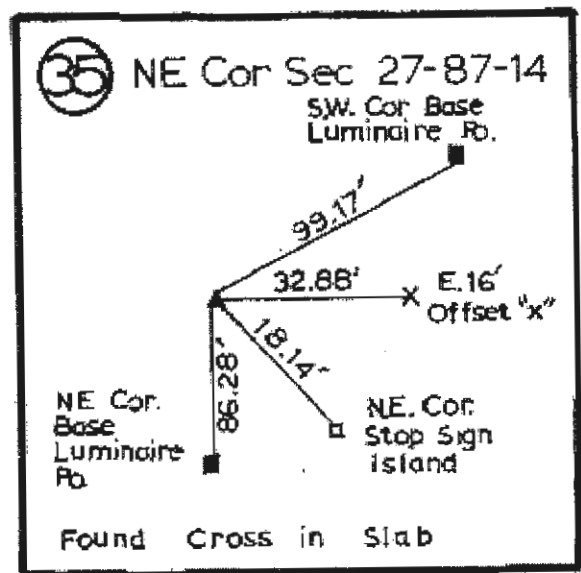 35 NE Cor Sec 27-87-14
S.W. Cor Base
Luminaire Po.
99.17'
32.88'
E. 16'
Offset "x"
18.14'
86.28'
NE Cor.
Base
Luminaire
Po.
N.E. Cor.
Stop Sign
Island
Found Cross in Slab